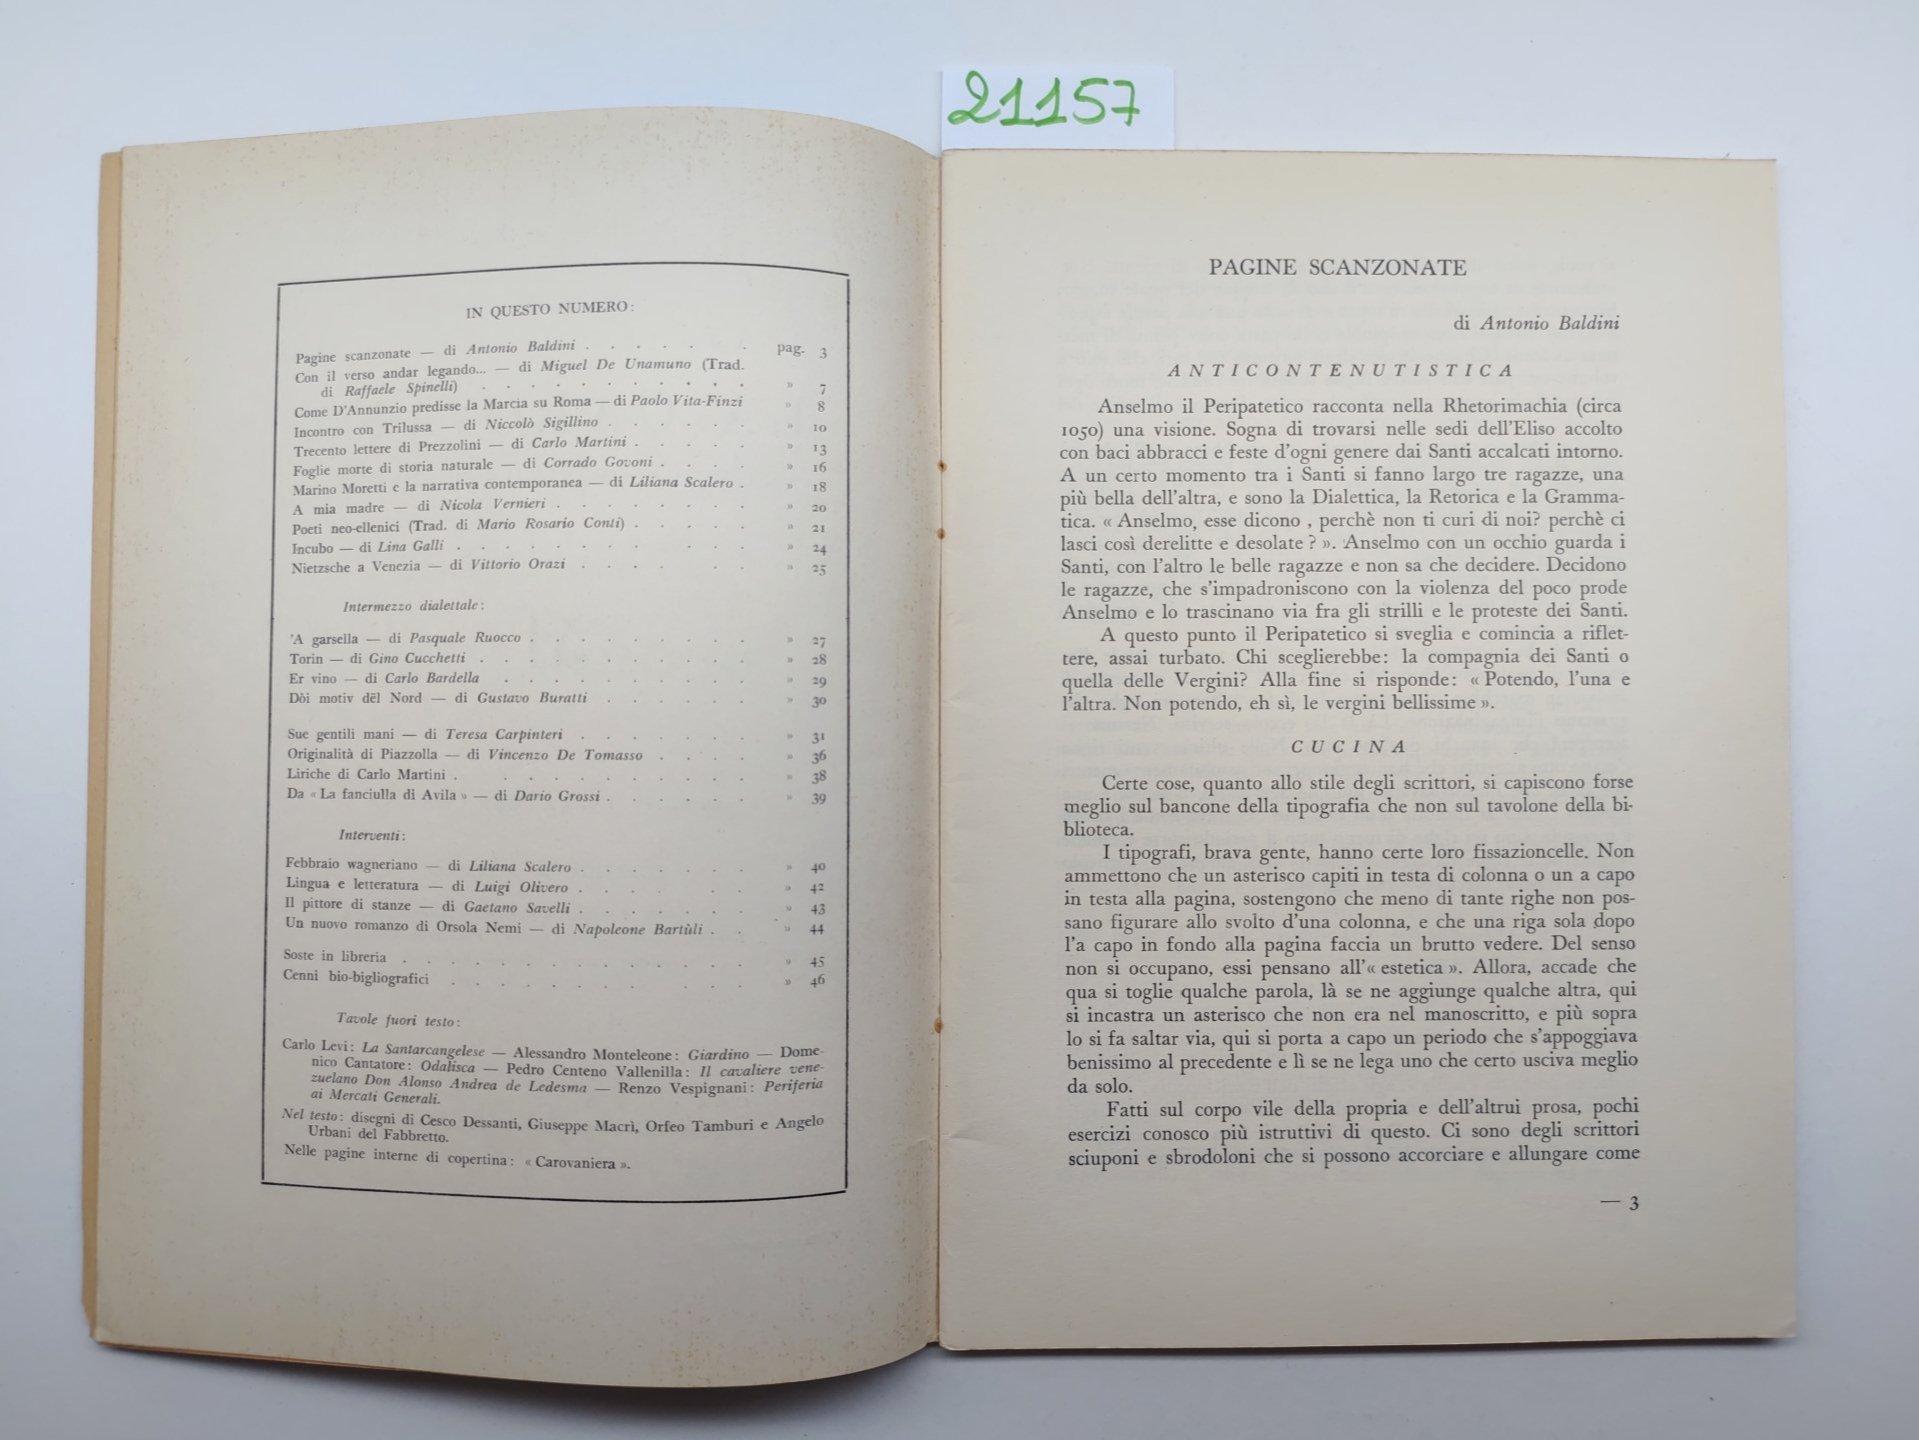 21157
IN QUESTO NUMERO:
Pagine scanzonate — di Antonio Baldini . . . . . . pag. 3
Con il verso andar legando... — di Miguel De Unamuno (Trad.
di Raffaele Spinelli) . . . . . . . . . . . » 7
Come D'Annunzio predisse la Marcia su Roma — di Paolo Vita-Finzi » 8
Incontro con Trilussa — di Niccolò Sigillino . . . . . . » 10
Trecento lettere di Prezzolini — di Carlo Martini . . . . . » 13
Foglie morte di storia naturale — di Corrado Govoni . . . . » 16
Marino Moretti e la narrativa contemporanea — di Liliana Scalero . » 18
A mia madre — di Nicola Vernieri . . . . . . . . » 20
Poeti neo-ellenici (Trad. di Mario Rosario Conti) . . . . . » 21
Incubo — di Lina Galli . . . . . . . . . . » 24
Nietzsche a Venezia — di Vittorio Orazi . . . . . . » 25
Intermezzo dialettale:
'A garsella — di Pasquale Ruocco . . . . . . . . . » 27
Torin — di Gino Cucchetti . . . . . . . . . . . » 28
Er vino — di Carlo Bardella . . . . . . . . . . » 29
Dòi motiv dël Nord — di Gustavo Buratti . . . . . . » 30
Sue gentili mani — di Teresa Carpinteri . . . . . . . » 31
Originalità di Piazzolla — di Vincenzo De Tomasso . . . . » 36
Liriche di Carlo Martini . . . . . . . . . . . » 38
Da « La fanciulla di Avila » — di Dario Grossi . . . . . . » 39
Interventi:
Febbraio wagneriano — di Liliana Scalero . . . . . . . » 40
Lingua e letteratura — di Luigi Olivero . . . . . . » 42
Il pittore di stanze — di Gaetano Savelli . . . . . . . » 43
Un nuovo romanzo di Orsola Nemi — di Napoleone Bartùli . . » 44
Soste in libreria . . . . . . . . . . . . . » 45
Cenni bio-bigliografici . . . . . . . . . . » 46
Tavole fuori testo:
Carlo Levi: La Santarcangelese — Alessandro Monteleone: Giardino — Dome-
nico Cantatore: Odalisca — Pedro Centeno Vallenilla: Il cavaliere vene-
zuelano Don Alonso Andrea de Ledesma — Renzo Vespignani: Periferia
ai Mercati Generali.
Nel testo: disegni di Cesco Dessanti, Giuseppe Macrì, Orfeo Tamburi e Angelo
Urbani del Fabbretto.
Nelle pagine interne di copertina: « Carovaniera ».
PAGINE SCANZONATE
di Antonio Baldini
ANTICONTENUTISTICA
Anselmo il Peripatetico racconta nella Rhetorimachia (circa
1050) una visione. Sogna di trovarsi nelle sedi dell'Eliso accolto
con baci abbracci e feste d'ogni genere dai Santi accalcati intorno.
A un certo momento tra i Santi si fanno largo tre ragazze, una
più bella dell'altra, e sono la Dialettica, la Retorica e la Gramma-
tica. « Anselmo, esse dicono , perchè non ti curi di noi? perchè ci
lasci così derelitte e desolate ? ». Anselmo con un occhio guarda i
Santi, con l'altro le belle ragazze e non sa che decidere. Decidono
le ragazze, che s'impadroniscono con la violenza del poco prode
Anselmo e lo trascinano via fra gli strilli e le proteste dei Santi.
A questo punto il Peripatetico si sveglia e comincia a riflet-
tere, assai turbato. Chi sceglierebbe: la compagnia dei Santi o
quella delle Vergini? Alla fine si risponde: « Potendo, l'una e
l'altra. Non potendo, eh sì, le vergini bellissime ».
CUCINA
Certe cose, quanto allo stile degli scrittori, si capiscono forse
meglio sul bancone della tipografia che non sul tavolone della bi-
blioteca.
I tipografi, brava gente, hanno certe loro fissazioncelle. Non
ammettono che un asterisco capiti in testa di colonna o un a capo
in testa alla pagina, sostengono che meno di tante righe non pos-
sano figurare allo svolto d'una colonna, e che una riga sola dopo
l'a capo in fondo alla pagina faccia un brutto vedere. Del senso
non si occupano, essi pensano all'« estetica ». Allora, accade che
qua si toglie qualche parola, là se ne aggiunge qualche altra, qui
si incastra un asterisco che non era nel manoscritto, e più sopra
lo si fa saltar via, qui si porta a capo un periodo che s'appoggiava
benissimo al precedente e lì se ne lega uno che certo usciva meglio
da solo.
Fatti sul corpo vile della propria e dell'altrui prosa, pochi
esercizi conosco più istruttivi di questo. Ci sono degli scrittori
sciuponi e sbrodoloni che si possono accorciare e allungare come
— 3